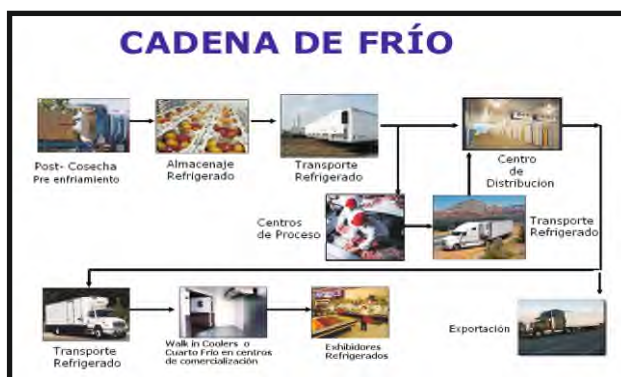 CADENA DE FRÍO
Post- Cosecha
Pre enfriamiento
Almacenaje
Refrigerado
Transporte
Refrigerado
Centro
de
Distribucion
Centros
de Proceso
Transporte
Refrigerado
Transporte
Refrigerado
Walk in Coolers o
Cuarto Frío en centros
de comercialización
Exhibidores
Refrigerados
Exportación